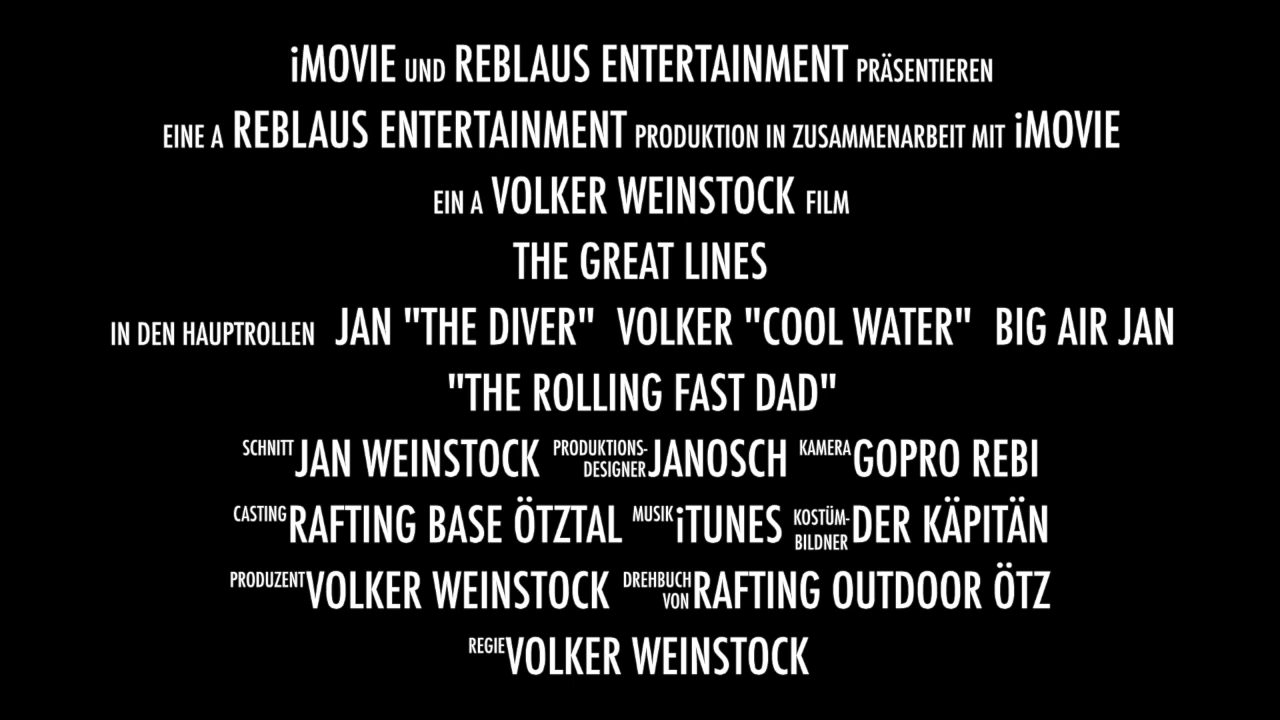 iMOVIE UND REBLAUS ENTERTAINMENT PRÄSENTIEREN
EINE A REBLAUS ENTERTAINMENT PRODUKTION IN ZUSAMMENARBEIT MIT iMOVIE
EIN A VOLKER WEINSTOCK FILM
THE GREAT LINES
IN DEN HAUPTROLLEN JAN "THE DIVER" VOLKER "COOL WATER" BIG AIR JAN
"THE ROLLING FAST DAD"
SCHNITT JAN WEINSTOCK PRODUKTIONS-DESIGNER JANOSCH KAMERA GOPRO REBI
CASTING RAFTING BASE ÖTZTAL MUSIK iTUNES KOSTÜM-BILDNER DER KÄPITÄN
PRODUZENT VOLKER WEINSTOCK DREHBUCH VON RAFTING OUTDOOR ÖTZ
REGIE VOLKER WEINSTOCK